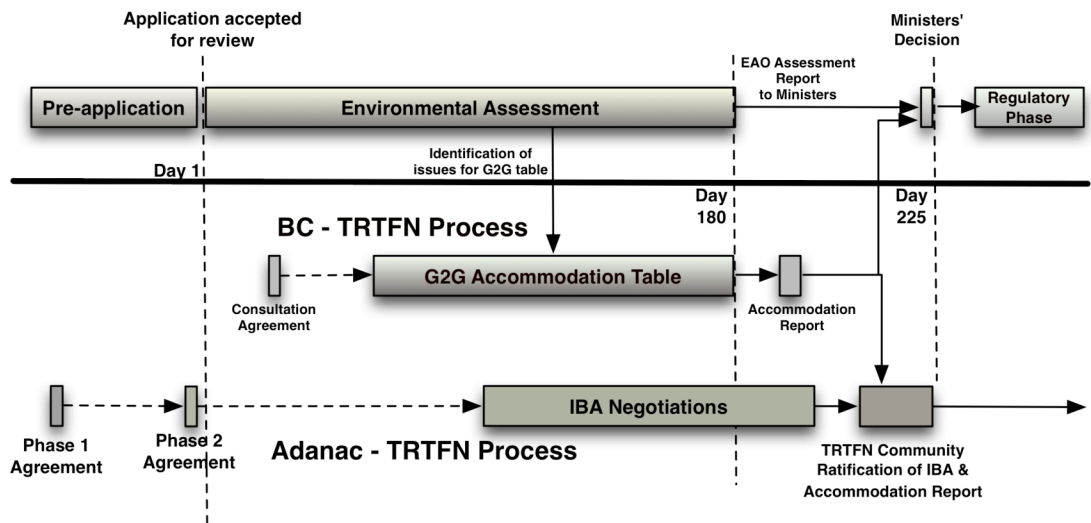 Application accepted
for review
Ministers'
Decision
EAO Assessment
Report
to Ministers
Pre-application
Environmental Assessment
Regulatory
Phase
Identification of
issues for G2G table
Day 1
Day
180
Day
225
BC - TRTFN Process
G2G Accommodation Table
Consultation
Agreement
Accommodation
Report
IBA Negotiations
Phase 1
Agreement
Phase 2
Agreement
Adanac - TRTFN Process
TRTFN Community
Ratification of IBA &
Accommodation Report